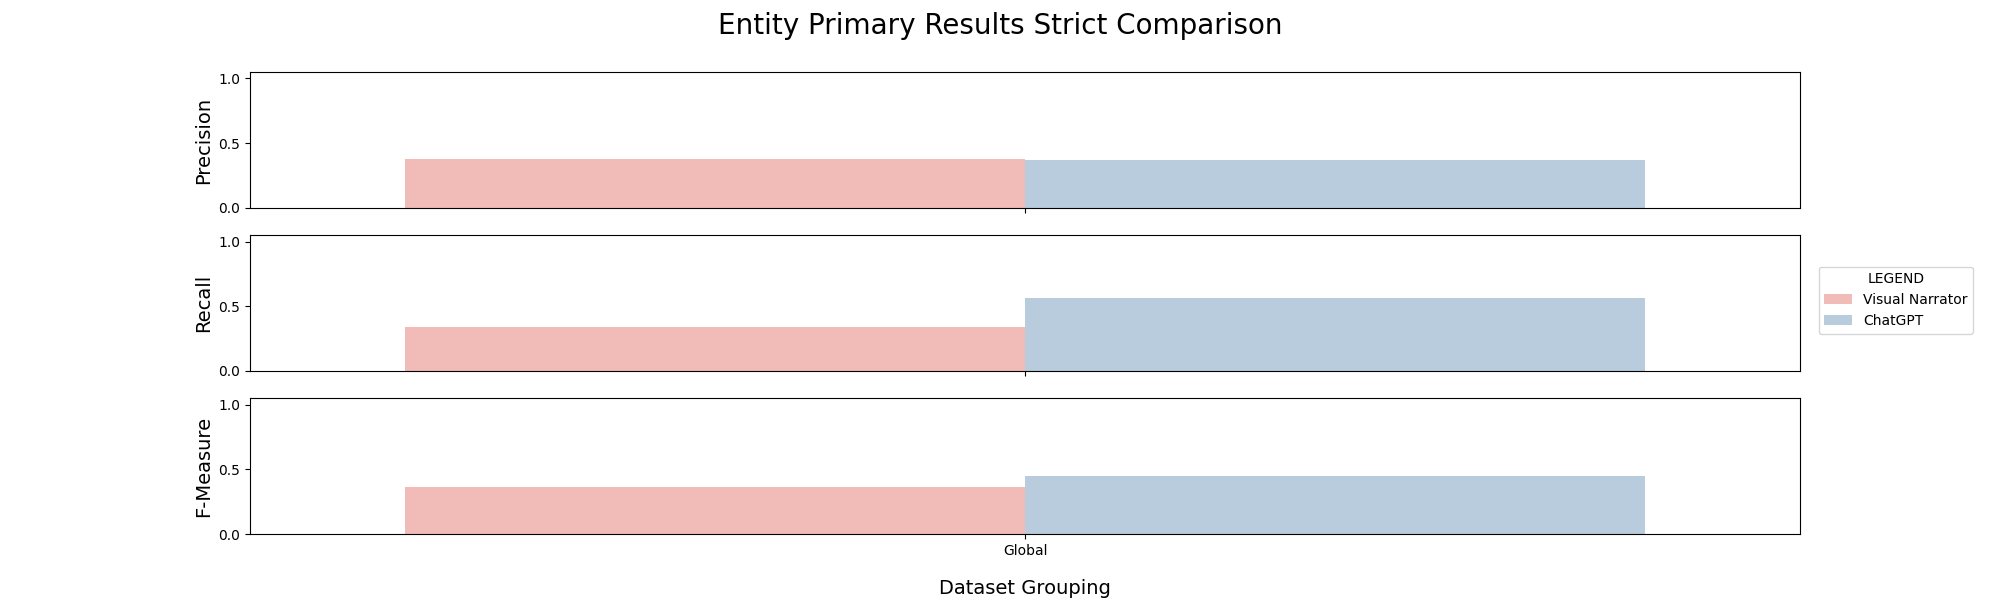 Entity Primary Results Strict Comparison
1.0
0.5
0.0
Precision
1.0
0.5
0.0
Recall
LEGEND
Visual Narrator
ChatGPT
1.0
0.5
0.0
F-Measure
Global
Dataset Grouping